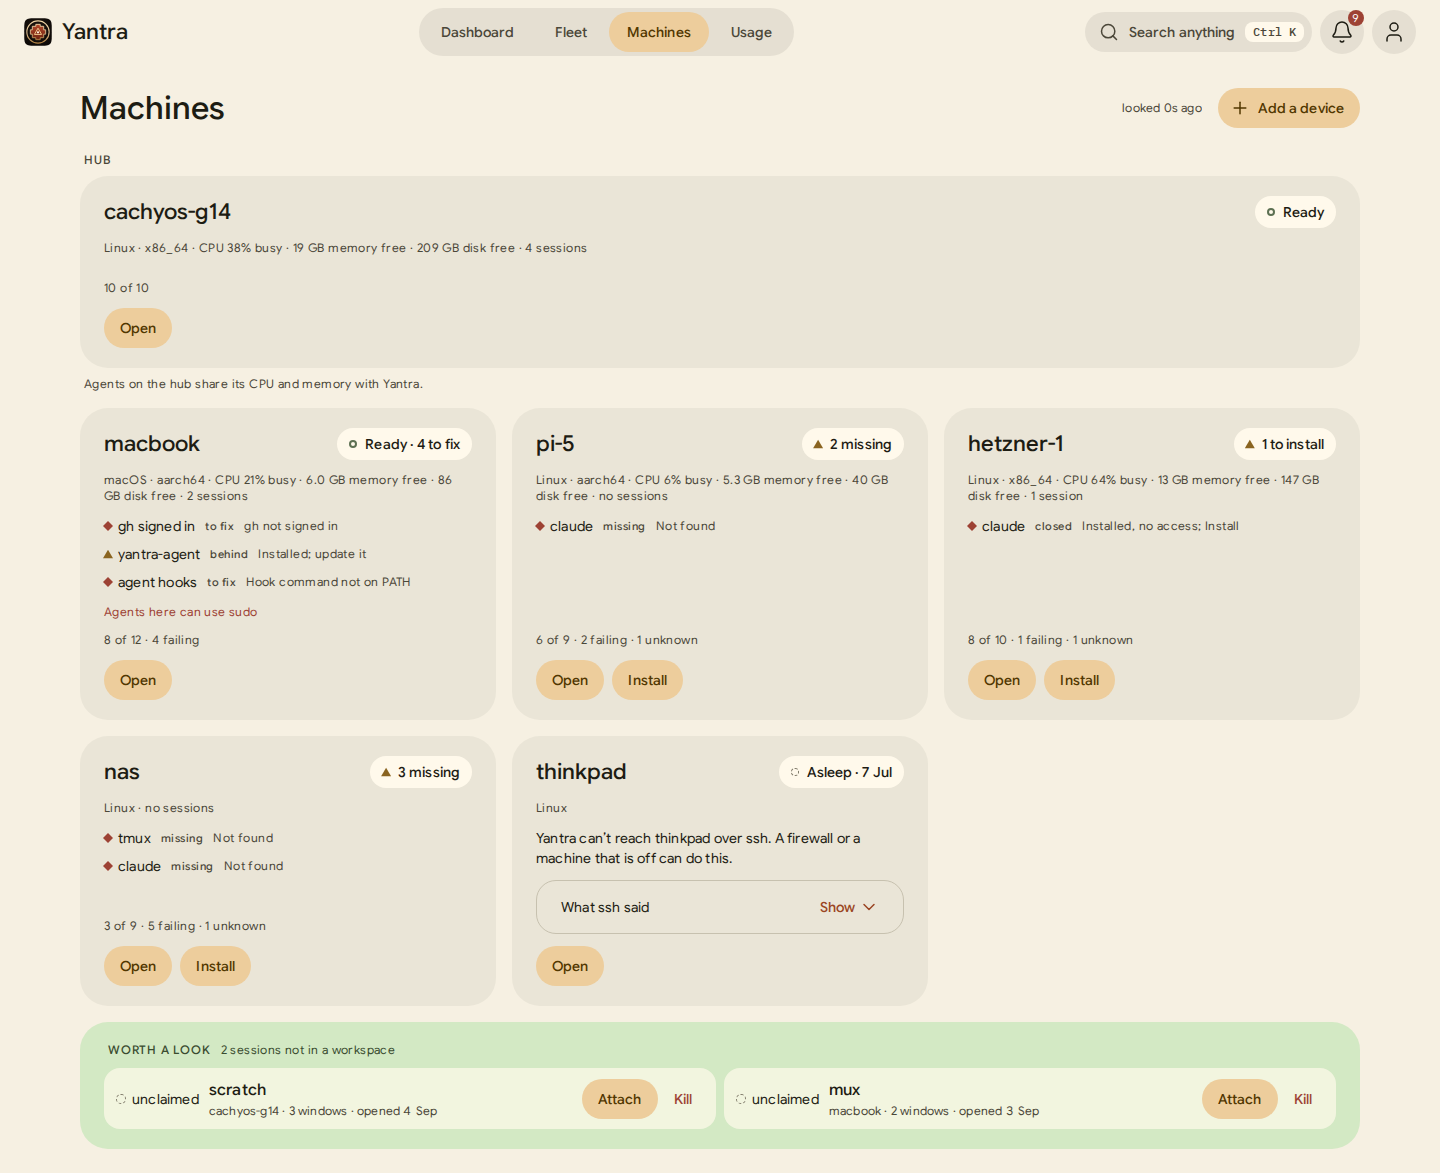 Yantra
Dashboard Fleet Machines Usage
Search anything Ctrl K
9
Machines
looked 0s ago
Add a device
HUB
cachyos-g14
Ready
Linux · x86_64 · CPU 38% busy · 19 GB memory free · 209 GB disk free · 4 sessions
10 of 10
Open
Agents on the hub share its CPU and memory with Yantra.
macbook
Ready · 4 to fix
macOS · aarch64 · CPU 21% busy · 6.0 GB memory free · 86
GB disk free · 2 sessions
gh signed in to fix gh not signed in
yantra-agent behind Installed; update it
agent hooks to fix Hook command not on PATH
Agents here can use sudo
8 of 12 · 4 failing
Open
pi-5
2 missing
Linux · aarch64 · CPU 6% busy · 5.3 GB memory free · 40 GB
disk free · no sessions
claude missing Not found
6 of 9 · 2 failing · 1 unknown
Open Install
hetzner-1
1 to install
Linux · x86_64 · CPU 64% busy · 13 GB memory free · 147 GB
disk free · 1 session
claude closed Installed, no access; Install
8 of 10 · 1 failing · 1 unknown
Open Install
nas
3 missing
Linux · no sessions
tmux missing Not found
claude missing Not found
3 of 9 · 5 failing · 1 unknown
Open Install
thinkpad
Asleep · 7 Jul
Linux
Yantra can't reach thinkpad over ssh. A firewall or a
machine that is off can do this.
What ssh said Show
Open
WORTH A LOOK 2 sessions not in a workspace
unclaimed scratch
cachyos-g14 · 3 windows · opened 4 Sep
Attach Kill
unclaimed mux
macbook · 2 windows · opened 3 Sep
Attach Kill